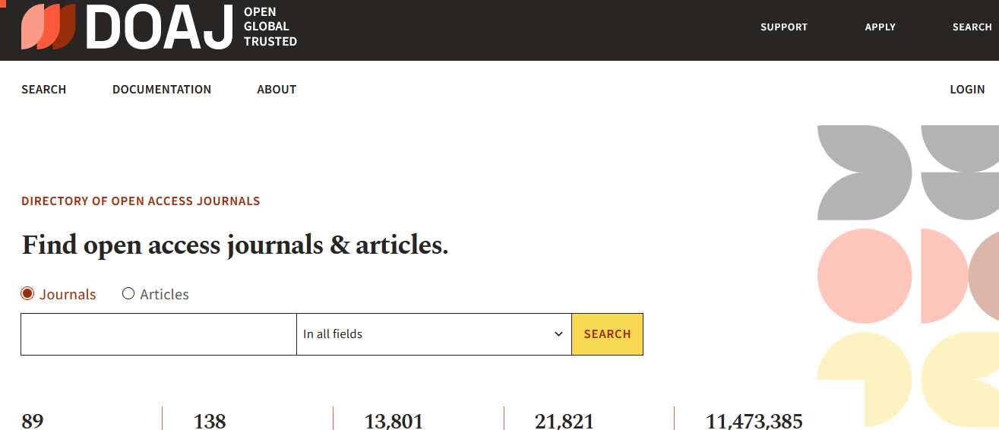 DOAJ
OPEN
GLOBAL
TRUSTED
SUPPORT
APPLY
SEARCH
SEARCH
DOCUMENTATION
ABOUT
LOGIN
DIRECTORY OF OPEN ACCESS JOURNALS
Find open access journals & articles.
Journals
Articles
In all fields
SEARCH
89
138
13,801
21,821
11,473,385